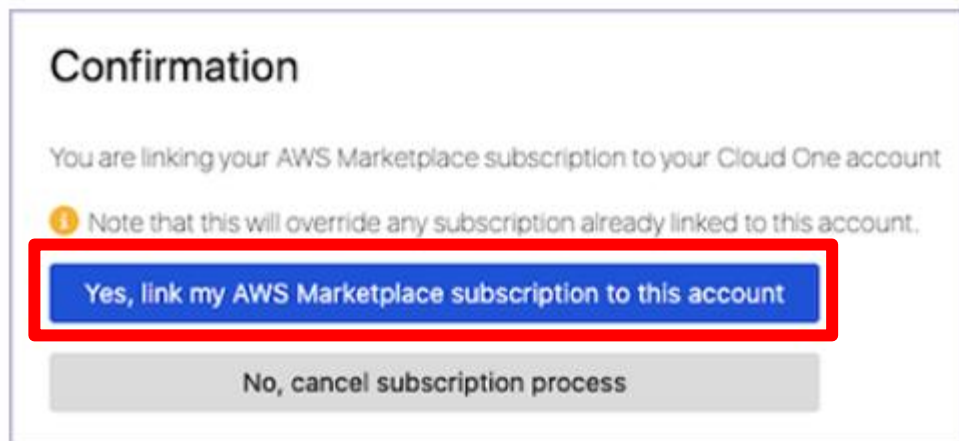 Confirmation
You are linking your AWS Marketplace subscription to your Cloud One account
Note that this will override any subscription already linked to this account.
Yes, link my AWS Marketplace subscription to this account
No, cancel subscription process